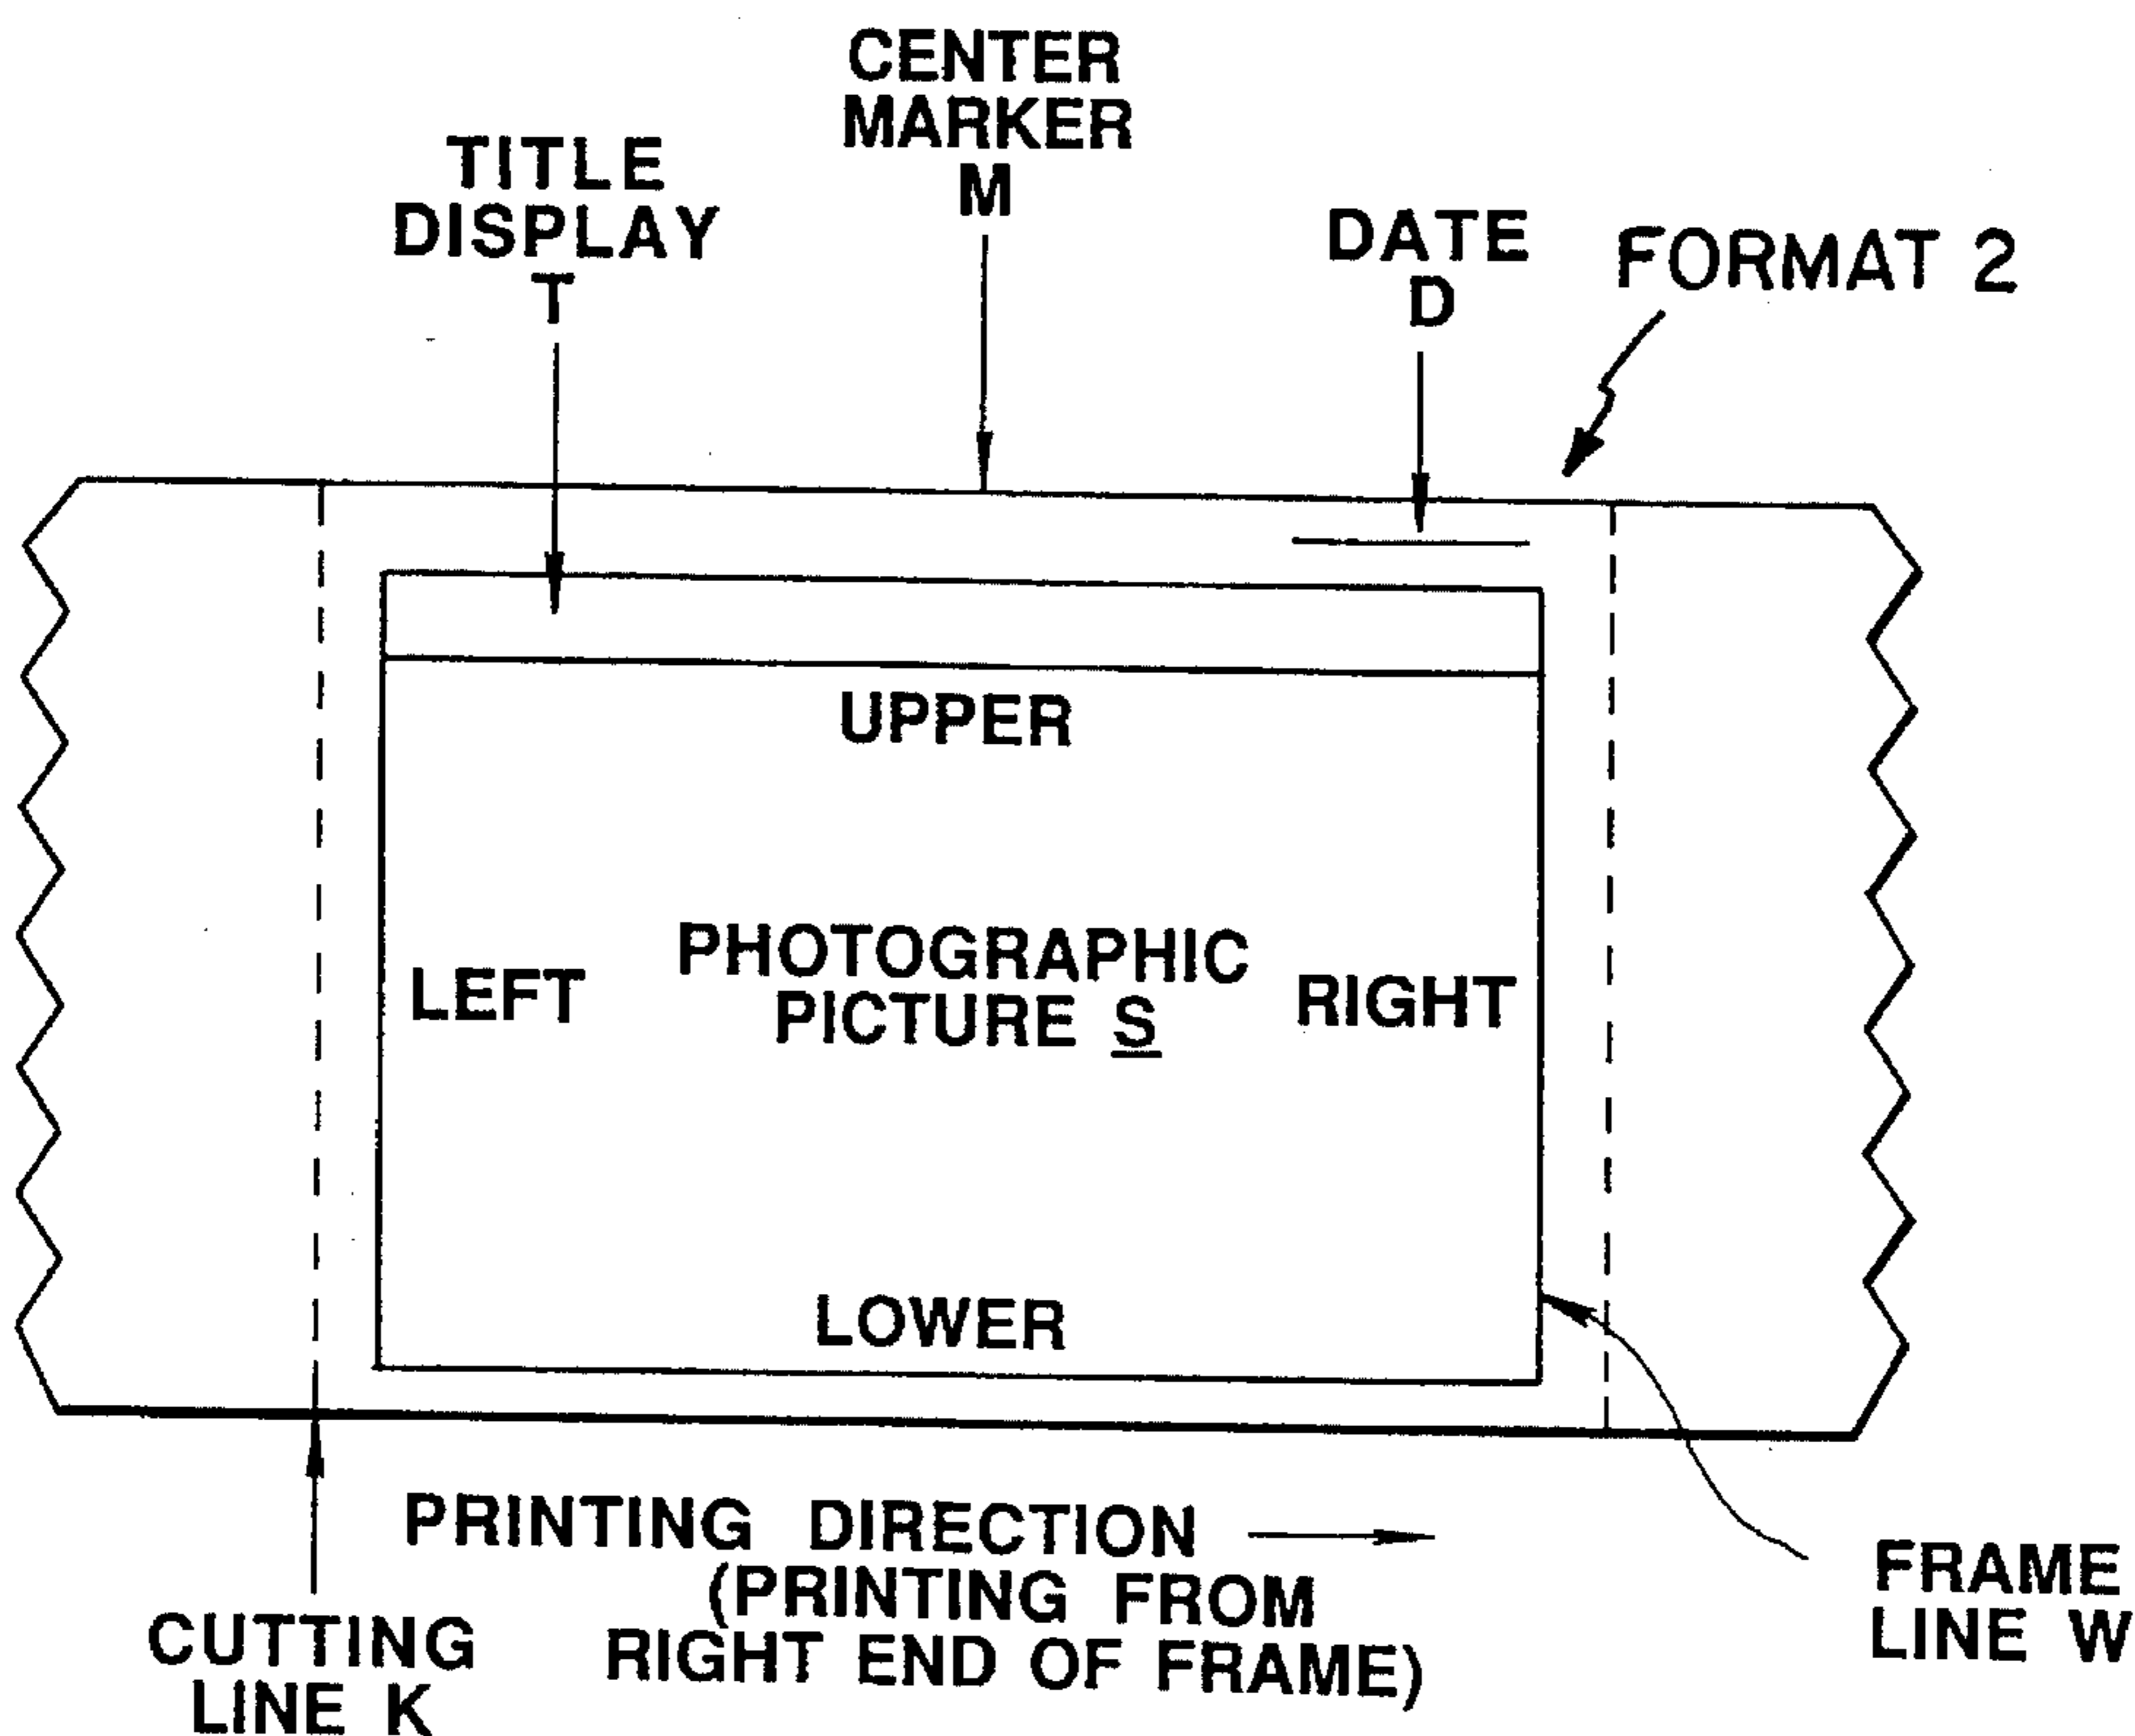 CENTER
MARKER
M
TITLE
DISPLAY
T
DATE
D
FORMAT 2
UPPER
LEFT
PHOTOGRAPHIC
PICTURE S
RIGHT
LOWER
PRINTING DIRECTION
(PRINTING FROM
RIGHT END OF FRAME)
CUTTING
LINE K
FRAME
LINE W